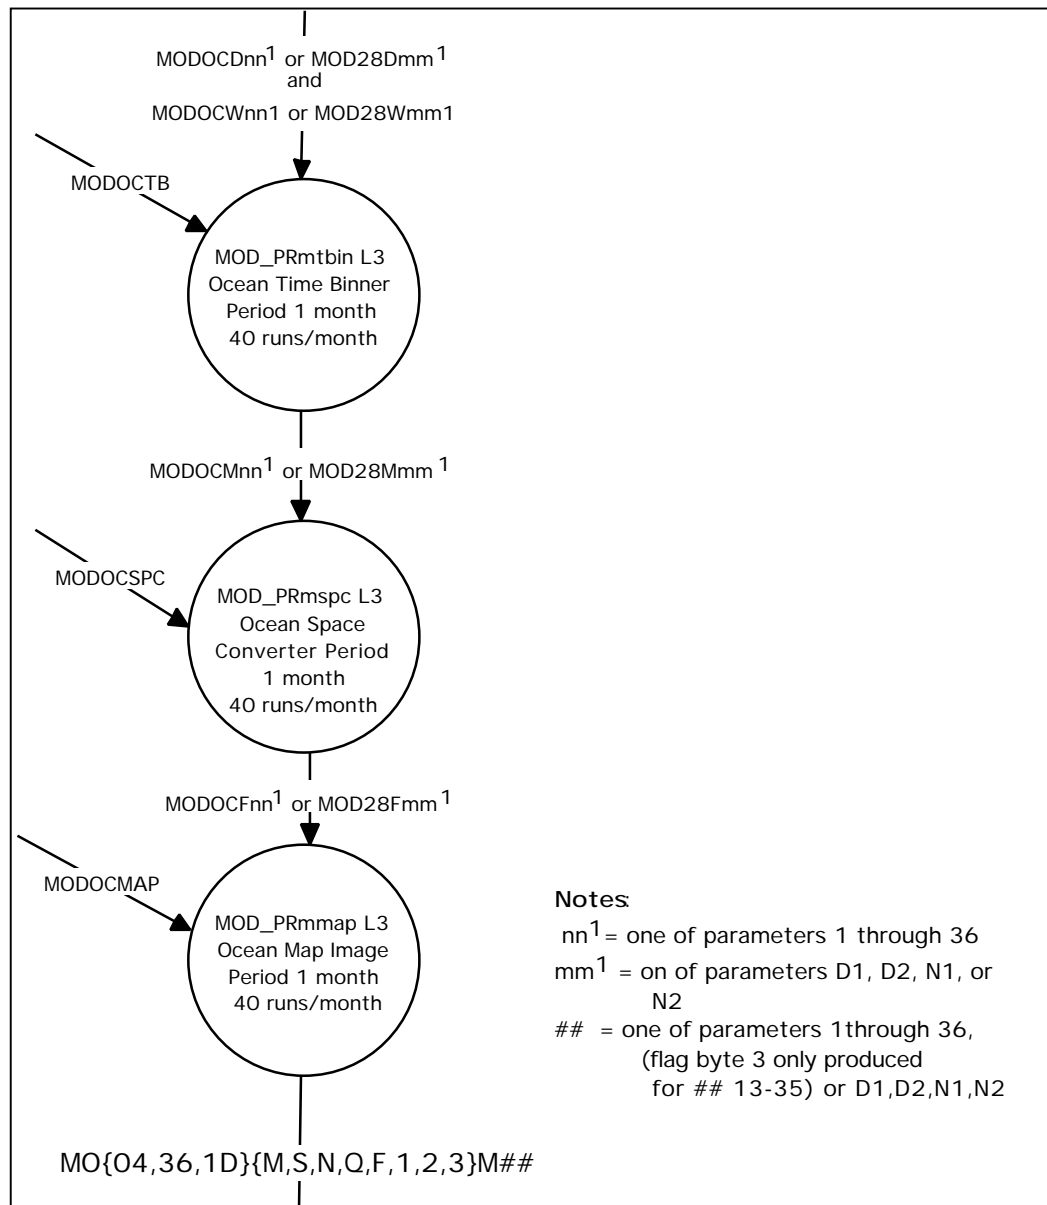 MODOCDnn¹ or MOD28Dmm¹
and
MODOCWnn1 or MOD28Wmm1
MODOCTB
MOD_PRmtbin L3
Ocean Time Binner
Period 1 month
40 runs/month
MODOCMnn¹ or MOD28Mmm¹
MODOCSPC
MOD_PRmspc L3
Ocean Space
Converter Period
1 month
40 runs/month
MODOCFnn¹ or MOD28Fmm¹
MODOCMAP
MOD_PRmmap L3
Ocean Map Image
Period 1 month
40 runs/month
Notes:
nn¹= one of parameters 1 through 36
mm¹ = on of parameters D1, D2, N1, or
N2
## = one of parameters 1through 36,
(flag byte 3 only produced
for ## 13-35) or D1,D2,N1,N2
MO{04,36,1D}{M,S,N,Q,F,1,2,3}M##